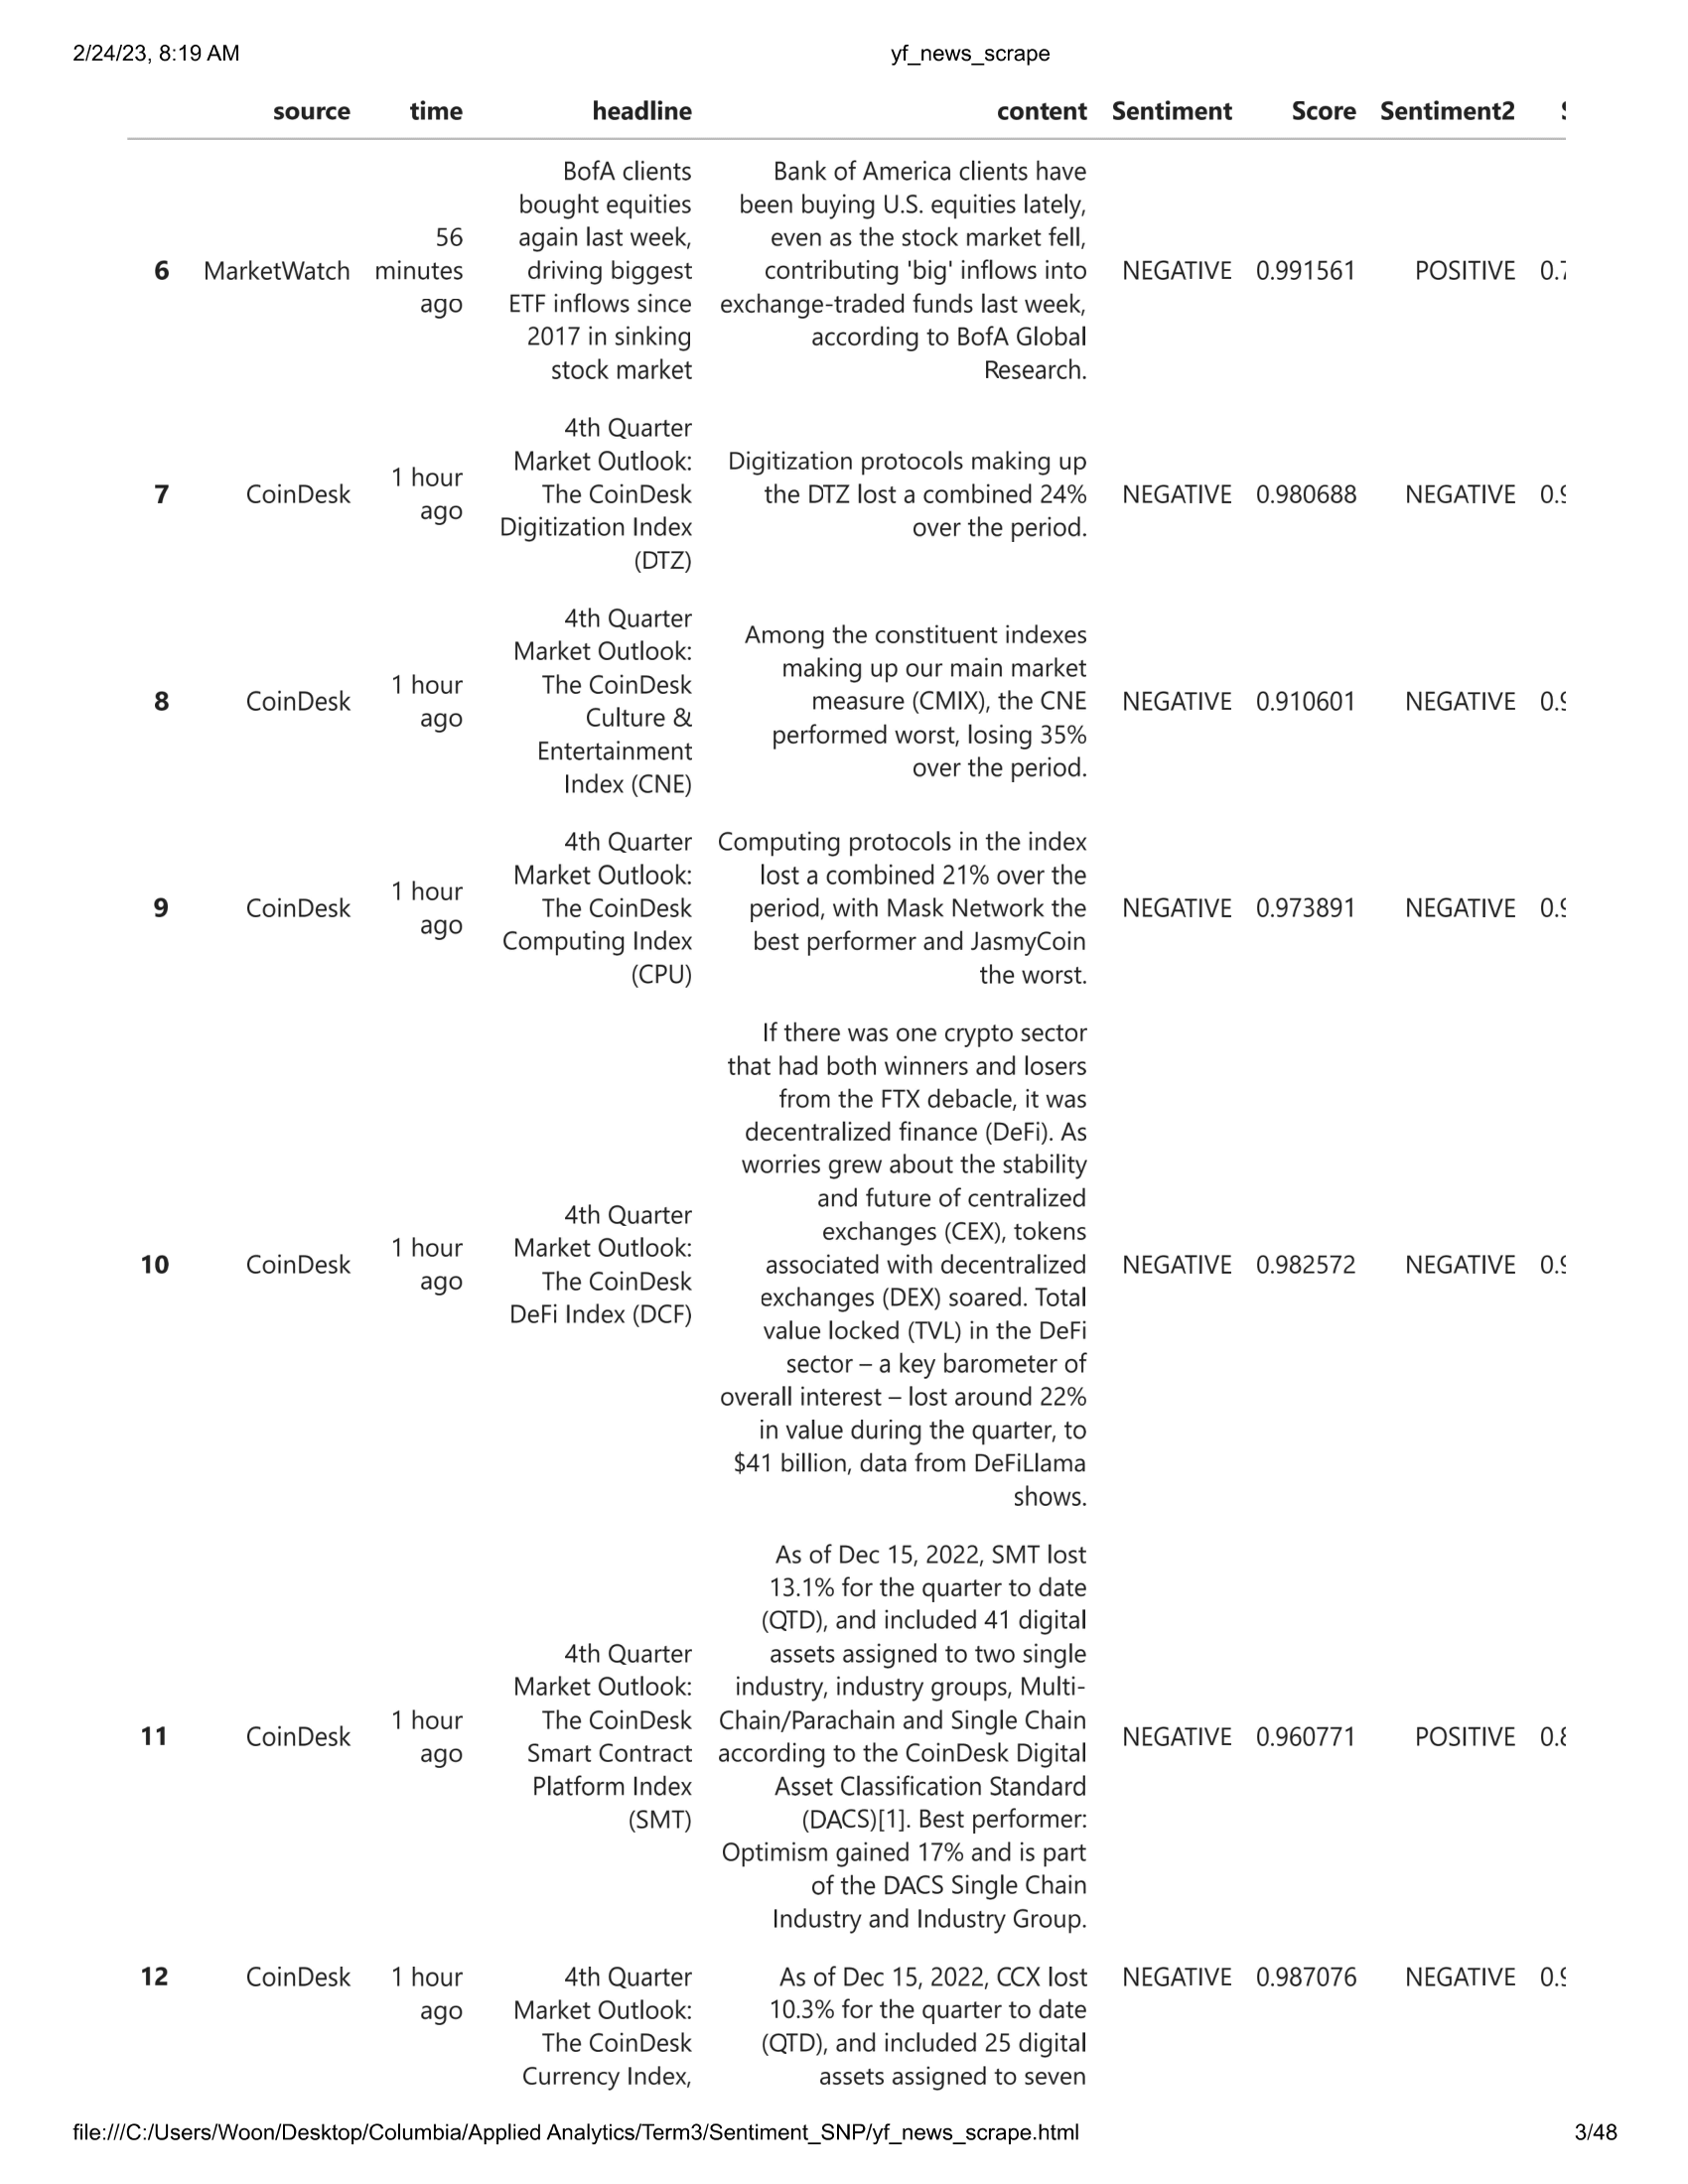 2/24/23, 8:19 AM yf_news_scrape
source time headline content Sentiment Score Sentiment2
BofA clients Bank of America clients have
bought equities been buying U.S. equities lately,
56 again last week, even as the stock market fell,
6 MarketWatch minutes driving biggest contributing 'big' inflows into NEGATIVE 0.991561 POSITIVE 0.7
ago ETF inflows since exchange-traded funds last week,
2017 in sinking according to BofA Global
stock market Research.
4th Quarter
Market Outlook: Digitization protocols making up
7 CoinDesk 1 hour ago The CoinDesk the DTZ lost a combined 24% NEGATIVE 0.980688 NEGATIVE 0.9
Digitization Index over the period.
(DTZ)
4th Quarter
Market Outlook: Among the constituent indexes
The CoinDesk making up our main market
8 CoinDesk 1 hour ago Culture & measure (CMIX), the CNE NEGATIVE 0.910601 NEGATIVE 0.9
Entertainment performed worst, losing 35%
Index (CNE) over the period.
4th Quarter Computing protocols in the index
Market Outlook: lost a combined 21% over the
9 CoinDesk 1 hour ago The CoinDesk period, with Mask Network the NEGATIVE 0.973891 NEGATIVE 0.9
Computing Index best performer and JasmyCoin
(CPU) the worst.
If there was one crypto sector
that had both winners and losers
from the FTX debacle, it was
decentralized finance (DeFi). As
worries grew about the stability
and future of centralized
4th Quarter exchanges (CEX), tokens
10 CoinDesk 1 hour ago Market Outlook: associated with decentralized NEGATIVE 0.982572 NEGATIVE 0.9
The CoinDesk exchanges (DEX) soared. Total
DeFi Index (DCF) value locked (TVL) in the DeFi
sector – a key barometer of
overall interest – lost around 22%
in value during the quarter, to
$41 billion, data from DeFiLlama
shows.
As of Dec 15, 2022, SMT lost
13.1% for the quarter to date
(QTD), and included 41 digital
4th Quarter assets assigned to two single
Market Outlook: industry, industry groups, Multi-
11 CoinDesk 1 hour ago The CoinDesk Chain/Parachain and Single Chain NEGATIVE 0.960771 POSITIVE 0.8
Smart Contract according to the CoinDesk Digital
Platform Index Asset Classification Standard
(SMT) (DACS)[1]. Best performer:
Optimism gained 17% and is part
of the DACS Single Chain
Industry and Industry Group.
12 CoinDesk 1 hour 4th Quarter As of Dec 15, 2022, CCX lost NEGATIVE 0.987076 NEGATIVE 0.9
ago Market Outlook: 10.3% for the quarter to date
The CoinDesk (QTD), and included 25 digital
Currency Index, assets assigned to seven
file:///C:/Users/Woon/Desktop/Columbia/Applied Analytics/Term3/Sentiment_SNP/yf_news_scrape.html 3/48